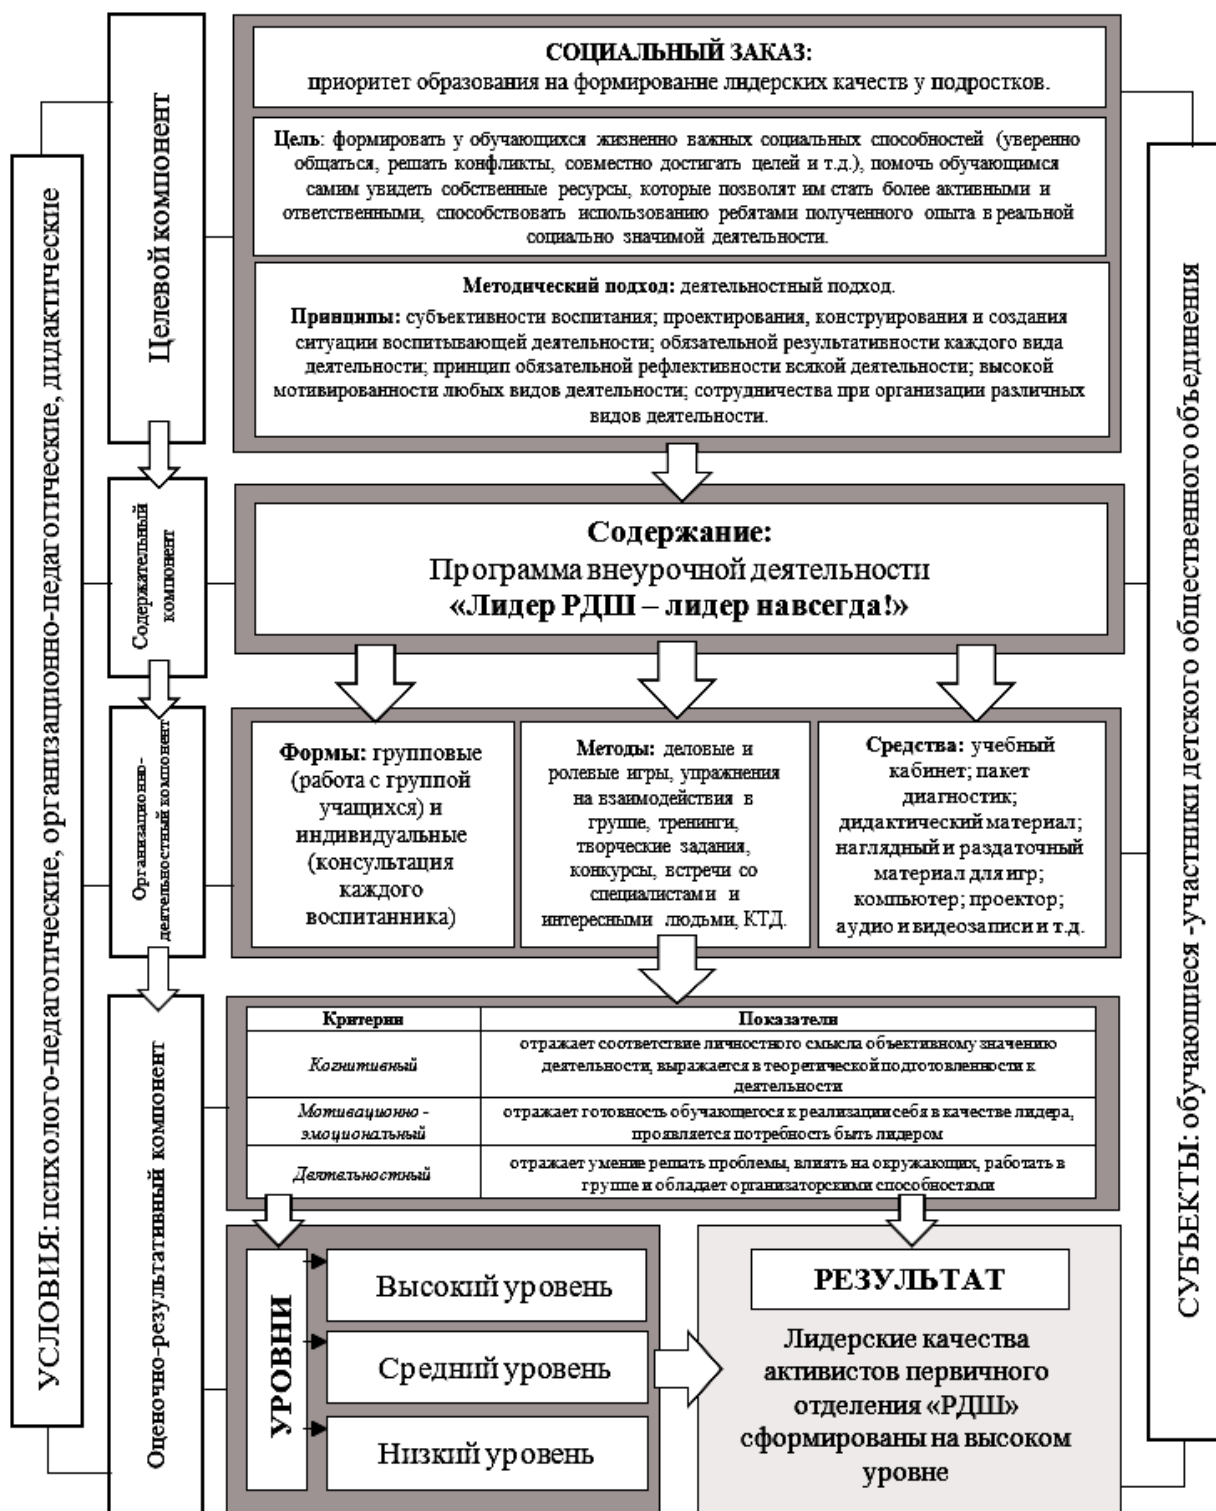 УСЛОВИЯ: психолого-педагогические, организационно-педагогические, дидактические
Целевой компонент
СОЦИАЛЬНЫЙ ЗАКАЗ:
приоритет образования на формирование лидерских качеств у подростков.
Цель: формировать у обучающихся жизненно важных социальных способностей (уверенно
общаться, решать конфликты, совместно достигать целей и т.д.), помочь обучающимся
самим увидеть собственные ресурсы, которые позволят им стать более активными и
ответственными, способствовать использованию ребятами полученного опыта в реальной
социально значимой деятельности.
Методический подход: деятельностный подход.
Принципы: субъективности воспитания; проектирования, конструирования и создания
ситуации воспитывающей деятельности; обязательной результативности каждого вида
деятельности; принцип обязательной рефлективности всякой деятельности; высокой
мотивированности любых видов деятельности; сотрудничества при организации различных
видов деятельности.
Содержательный
компонент
Содержание:
Программа внеурочной деятельности
«Лидер РДШ – лидер навсегда!»
Организационно-
деятельностный компонент
Формы: групповые
(работа с группой
учащихся) и
индивидуальные
(консультация
каждого
воспитанника)
Методы: деловые и
ролевые игры, упражнения
на взаимодействия в
группе, тренинги,
творческие задания,
конкурсы, встречи со
специалистами и
интересными людьми, КТД.
Средства: учебный
кабинет; пакет
диагностик;
дидактический материал;
наглядный и раздаточный
материал для игр;
компьютер; проектор;
аудио и видеозаписи и т.д.
Оценочно-результативный компонент
Критерии
Показатели
Когнитивный
отражает соответствие личностного смысла объективному значению
деятельности, выражается в теоретической подготовленности к
деятельности
Мотивационно -
эмоциональный
отражает готовность обучающегося к реализации себя в качестве лидера,
проявляется потребность быть лидером
Деятельностный
отражает умение решать проблемы, влиять на окружающих, работать в
группе и обладает организаторскими способностями
УРОВНИ
Высокий уровень
Средний уровень
Низкий уровень
РЕЗУЛЬТАТ
Лидерские качества
активистов первичного
отделения «РДШ»
сформированы на высоком
уровне
СУБЪЕКТЫ: обучающиеся -участники детского общественного объединения